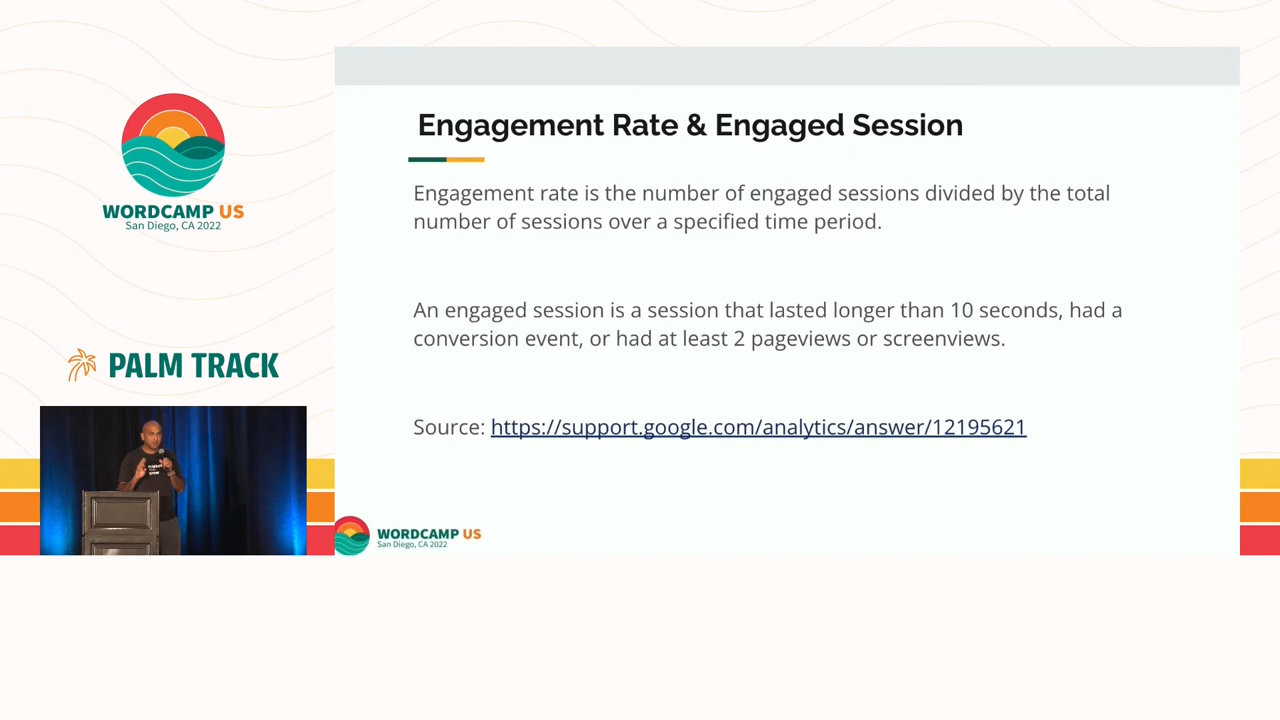 WORDCAMP US
San Diego, CA 2022
PALM TRACK
Engagement Rate & Engaged Session
Engagement rate is the number of engaged sessions divided by the total
number of sessions over a specified time period.
An engaged session is a session that lasted longer than 10 seconds, had a
conversion event, or had at least 2 pageviews or screenviews.
Source: https://support.google.com/analytics/answer/12195621
WORDCAMP US
San Diego, CA 2022